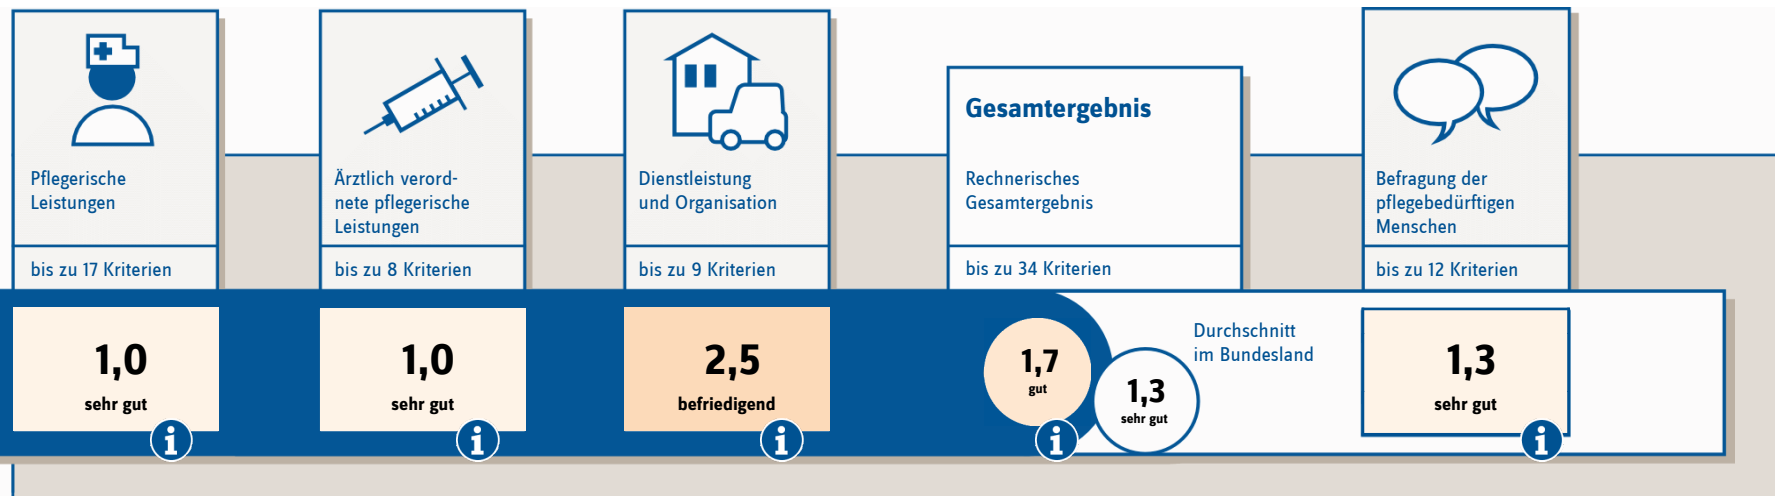 Pflegerische
Leistungen
bis zu 17 Kriterien
1,0
sehr gut
i
Ärztlich verord-
nete pflegerische
Leistungen
bis zu 8 Kriterien
1,0
sehr gut
i
Dienstleistung
und Organisation
bis zu 9 Kriterien
2,5
befriedigend
i
Gesamtergebnis
Rechnerisches
Gesamtergebnis
bis zu 34 Kriterien
1,7
gut
i
1,3
sehr gut
Durchschnitt
im Bundesland
Befragung der
pflegebedürftigen
Menschen
bis zu 12 Kriterien
1,3
sehr gut
i